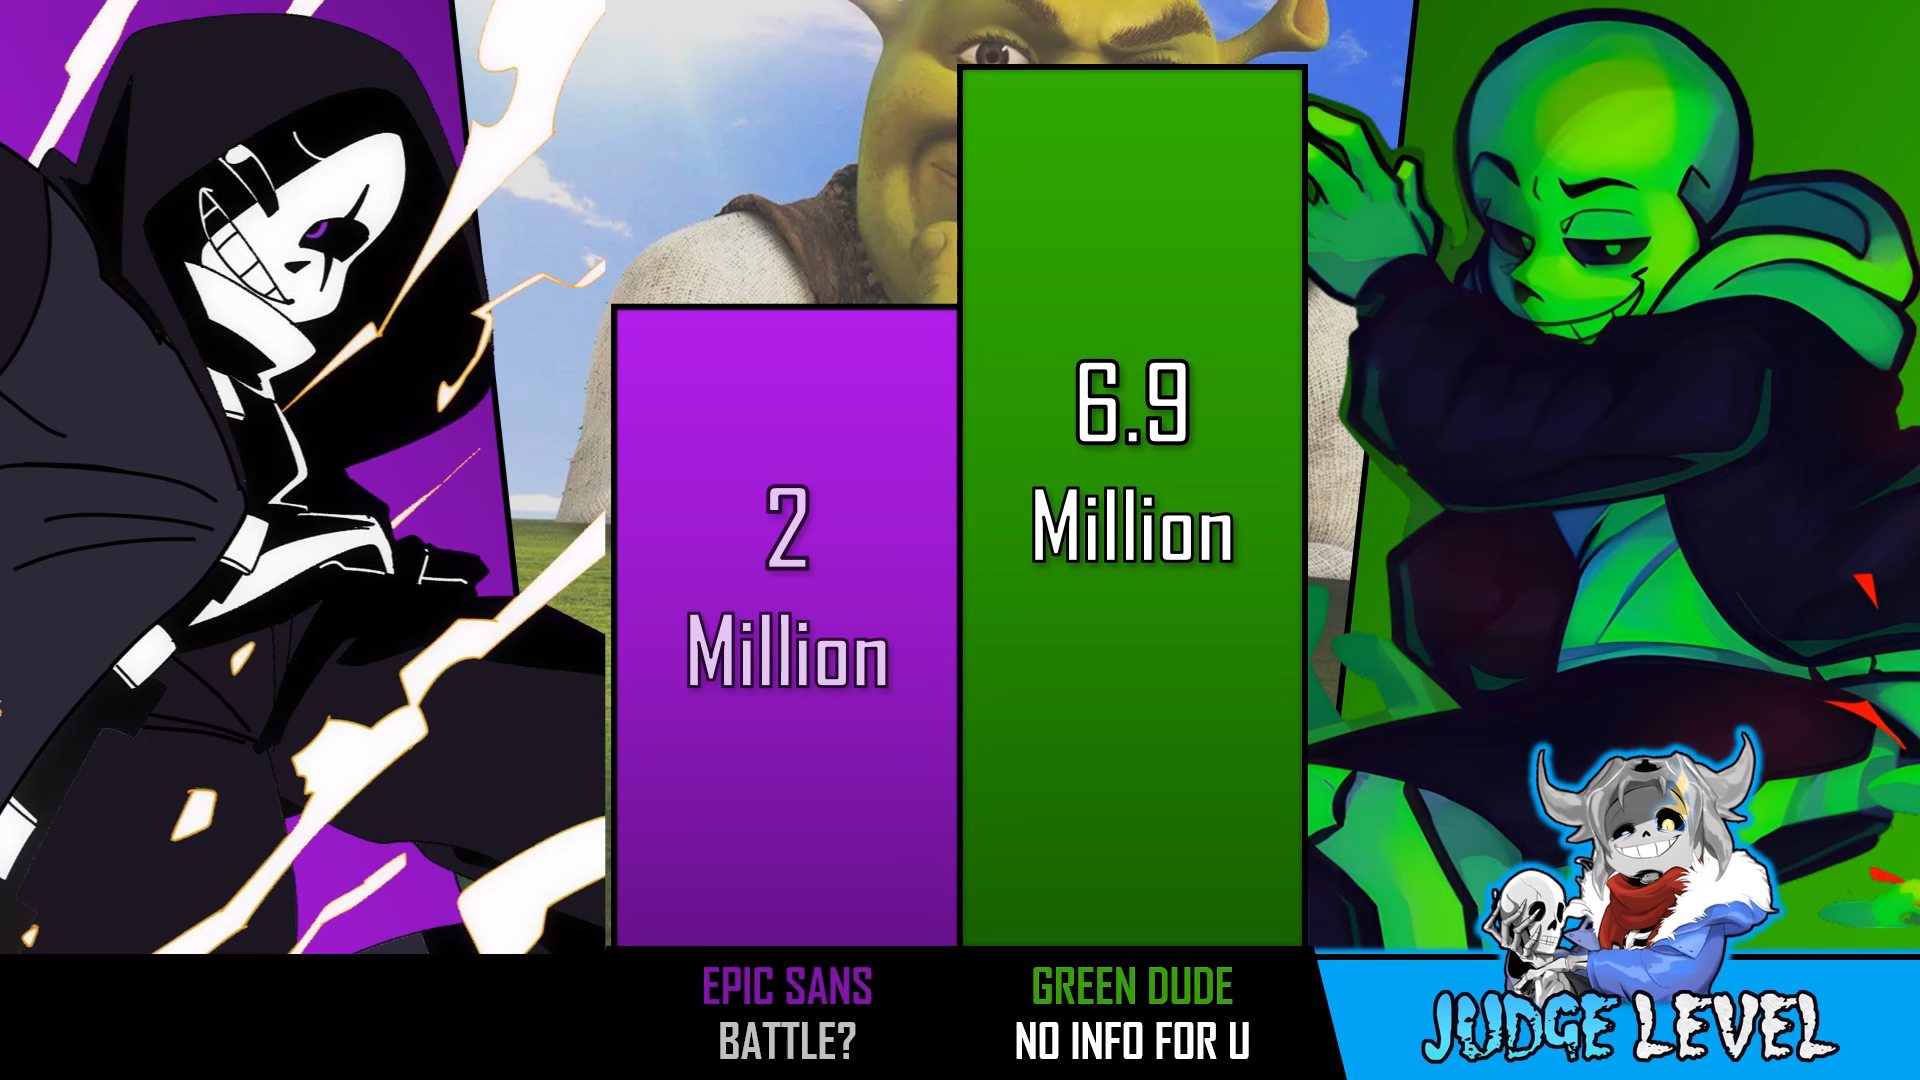 2
Million
6.9
Million
EPIC SANS
BATTLE?
GREEN DUDE
NO INFO FOR U
JUDGE LEVEL